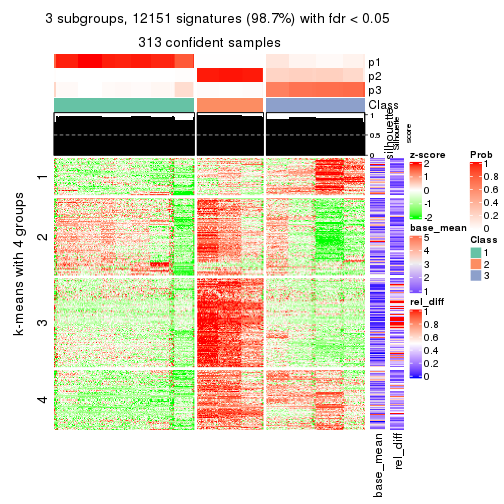 3 subgroups, 12151 signatures (98.7%) with fdr < 0.05
313 confident samples
p1
p2
p3
Class
1
0.5
0
silhouette
Silhouette
score
k-means with 4 groups
1
2
3
4
base_mean
rel_diff
z-score
2
1
0
-1
-2
base_mean
5
4
3
2
1
rel_diff
1
0.8
0.6
0.4
0.2
0
Prob
1
0.8
0.6
0.4
0.2
0
Class
1
2
3